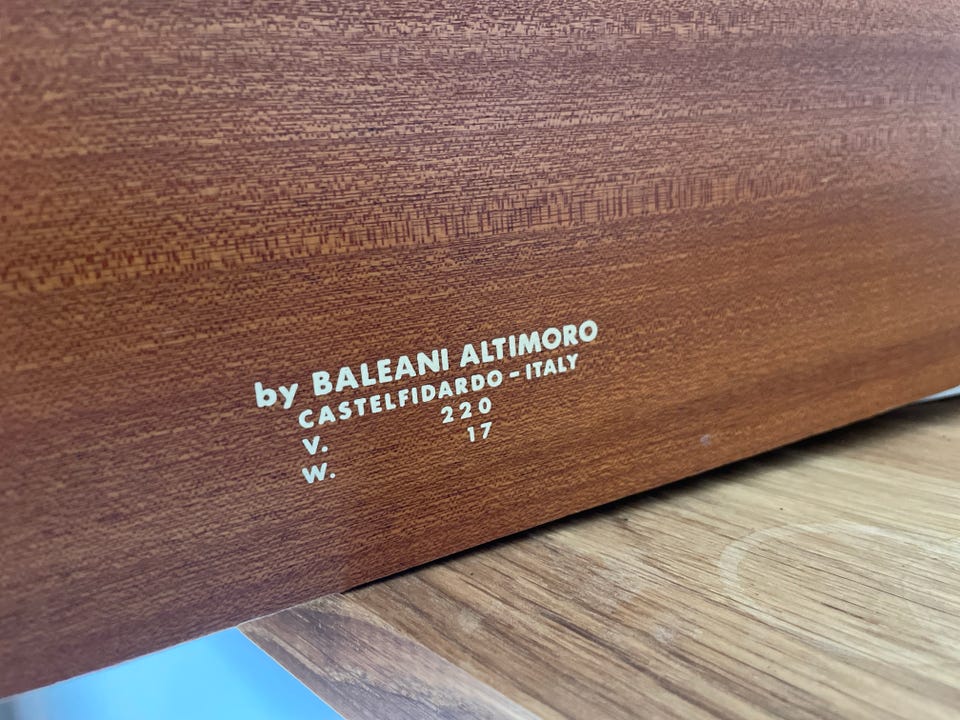 by BALEANI ALTIMORO
CASTELFIDARDO - ITALY
V. 220
W. 17